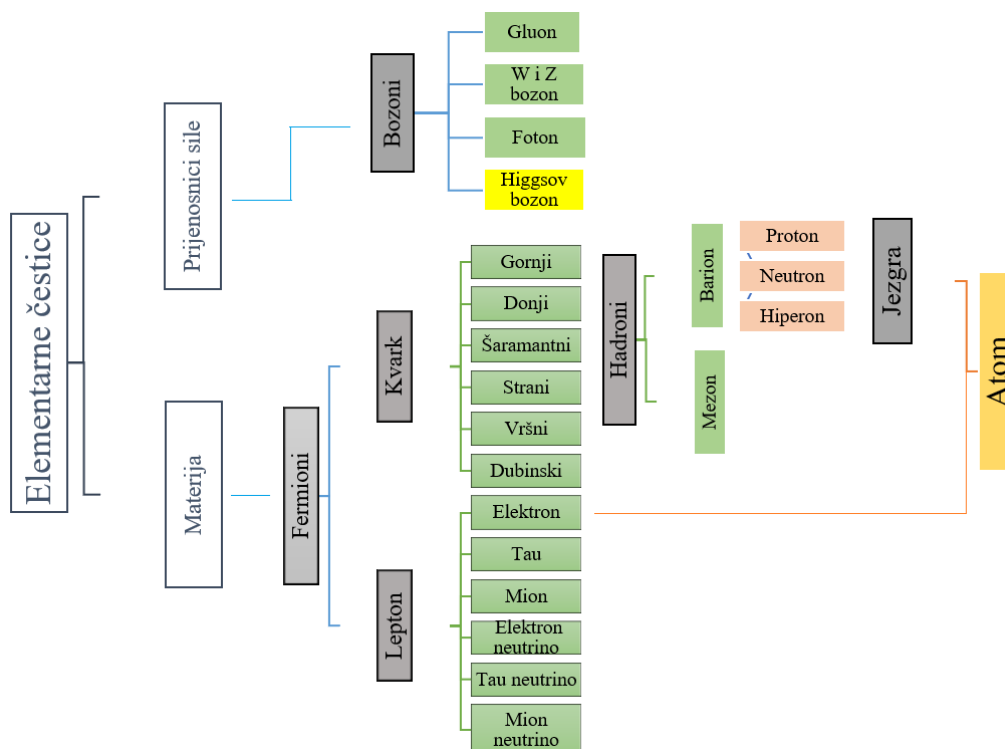 Elementarne čestice
Prijenosnici sile
Bozoni
Gluon
W i Z
bozon
Foton
Higgsov
bozon
Materija
Fermioni
Kvark
Gornji
Donji
Šaramantni
Strani
Vršni
Dubinski
Hadroni
Barion
Proton
Neutron
Hiperon
Mezon
Jezgra
Atom
Lepton
Elektron
Tau
Mion
Elektron
neutrino
Tau neutrino
Mion
neutrino